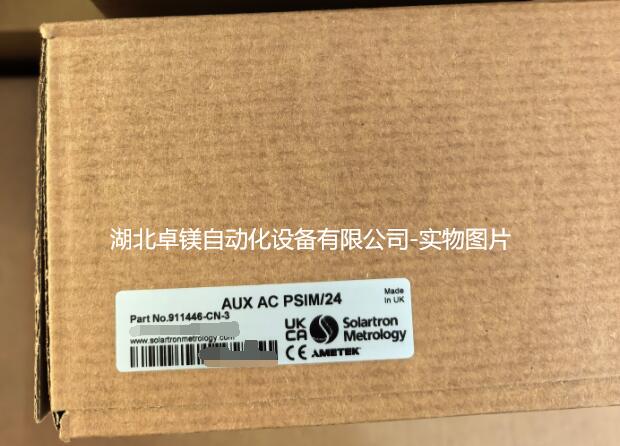 湖北卓镁自动化设备有限公司-实物图片
AUX AC PSIM/24
Made
In UK
Part No.911446-CN-3
www.solartronmetrology.com
UK
CA
Solartron
Metrology
CE AMETEK